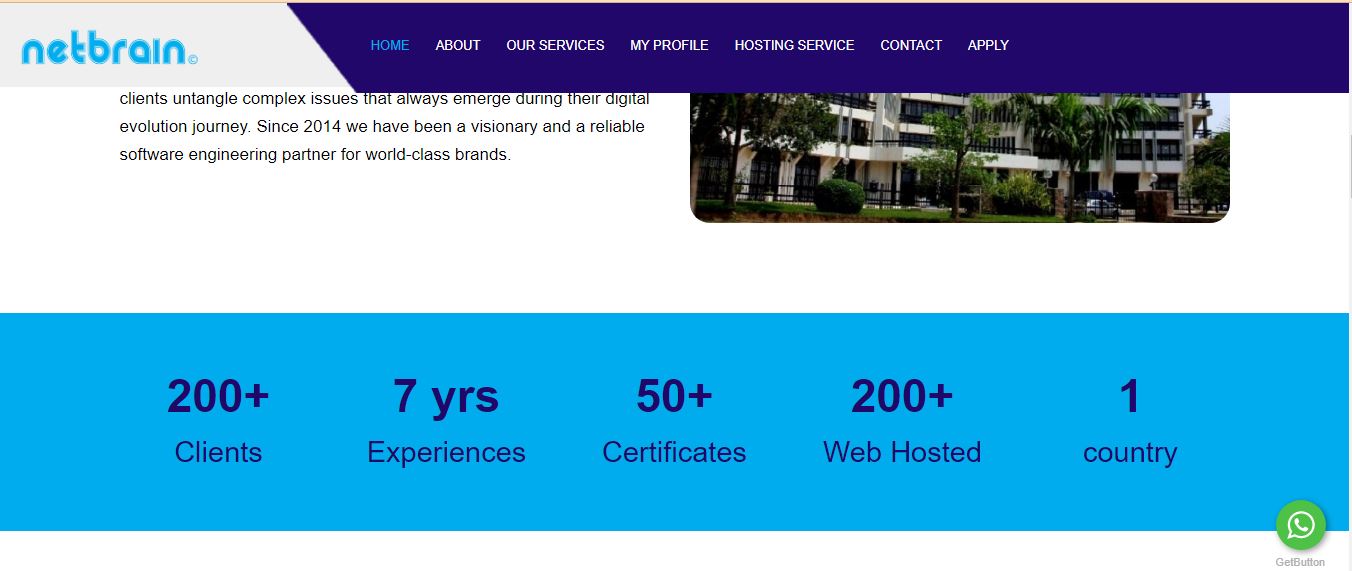 netbrain©
HOME ABOUT OUR SERVICES MY PROFILE HOSTING SERVICE CONTACT APPLY
clients untangle complex issues that always emerge during their digital
evolution journey. Since 2014 we have been a visionary and a reliable
software engineering partner for world-class brands.
200+ 7 yrs 50+ 200+ 1
Clients Experiences Certificates Web Hosted country
GetButton